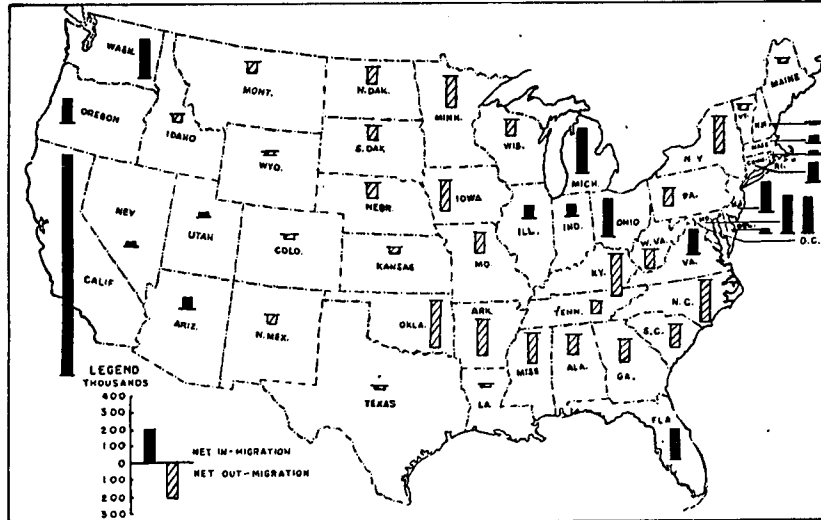 WASH.
MONT.
N.DAK.
MINN.
MAINE
VT.
N.H.
OREGON
IDAHO
S.DAK.
WIS.
MICH.
N.Y.
MASS.
CONN.
R.I.
WYO.
NEBR.
IOWA
PA.
NEV
UTAH
COLO.
ILL.
IND.
OHIO
W.VA.
VA.
D.C.
CALIF
KANSAS
MO
KY.
N.C.
ARIZ.
N.MEX.
OKLA.
ARK.
TENN.
S.C.
MISS
ALA.
GA.
TEXAS
LA
FLA
LEGEND
THOUSANDS
400
300
200
100
0
100
200
300
NET IN-MIGRATION
NET OUT-MIGRATION